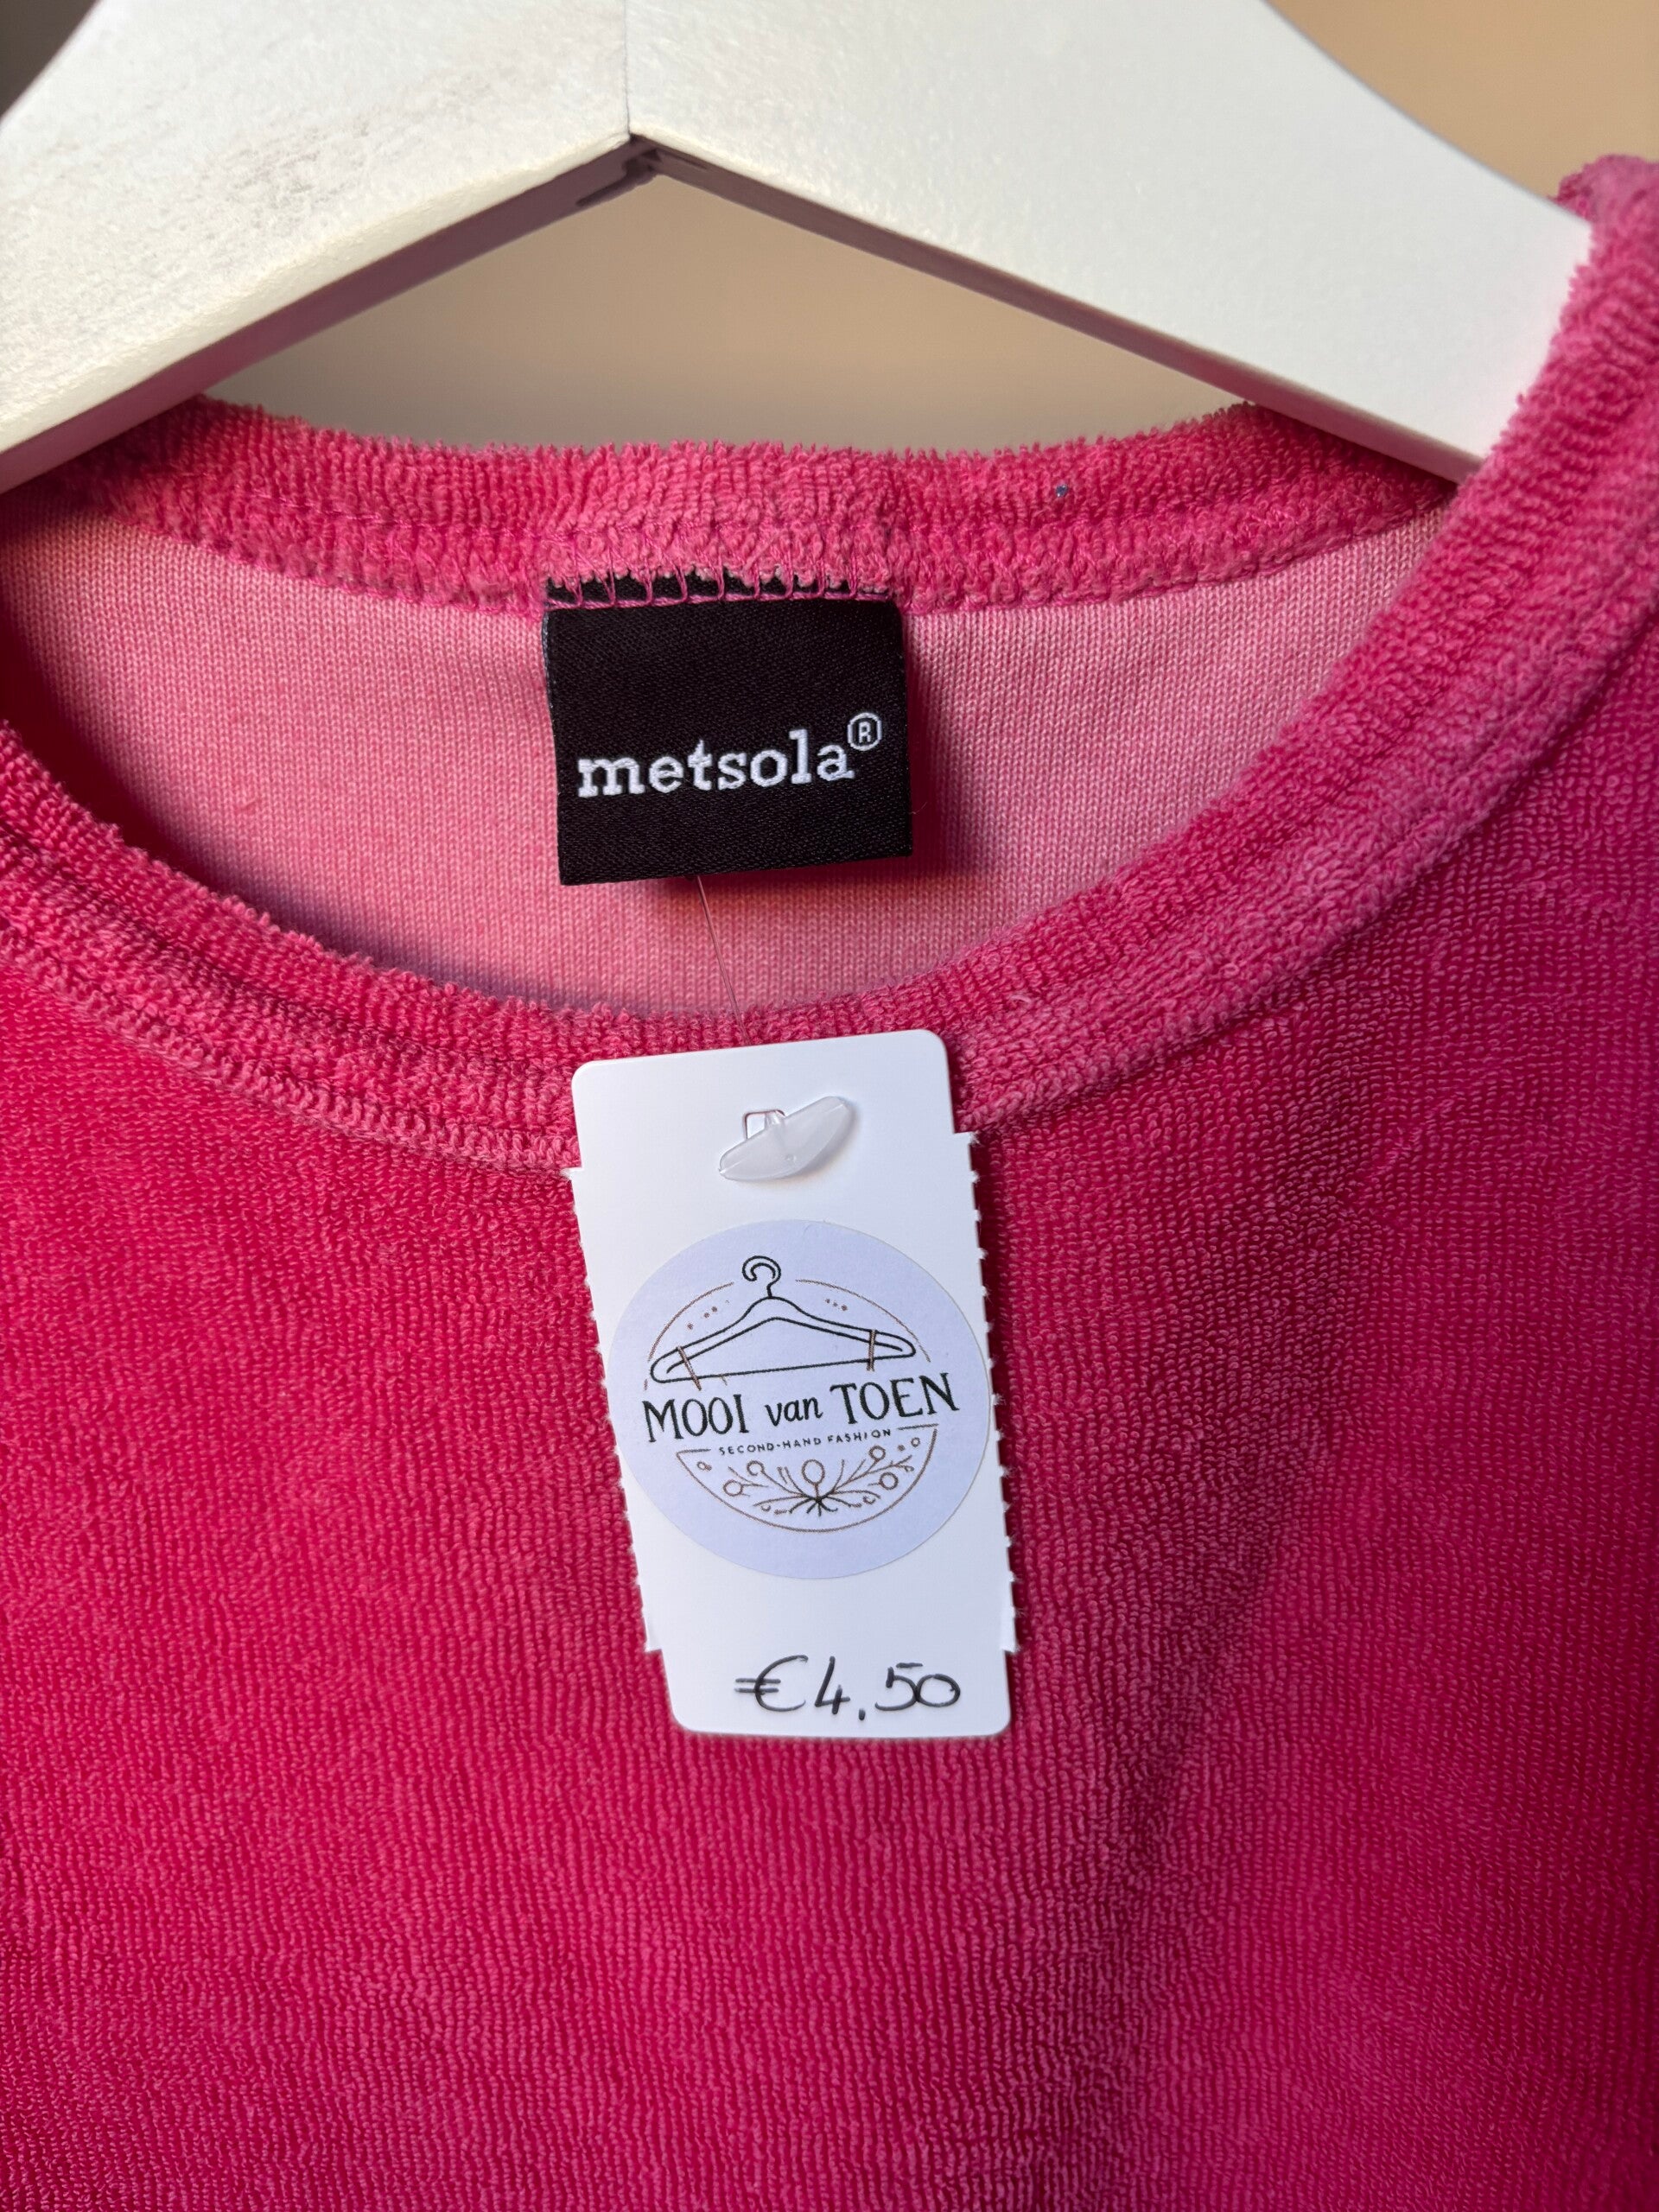 metsola®
MOOI van TOEN
SECOND-HAND FASHION
€4,50